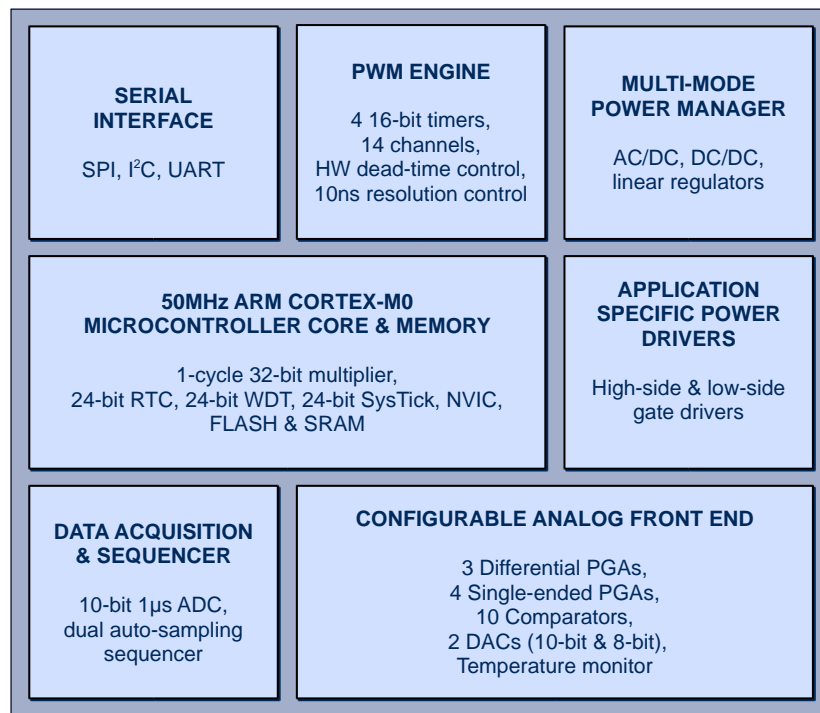 SERIAL
INTERFACE
SPI, I²C, UART
PWM ENGINE
4 16-bit timers,
14 channels,
HW dead-time control,
10ns resolution control
MULTI-MODE
POWER MANAGER
AC/DC, DC/DC,
linear regulators
50MHz ARM CORTEX-M0
MICROCONTROLLER CORE & MEMORY
1-cycle 32-bit multiplier,
24-bit RTC, 24-bit WDT, 24-bit SysTick, NVIC,
FLASH & SRAM
APPLICATION
SPECIFIC POWER
DRIVERS
High-side & low-side
gate drivers
DATA ACQUISITION
& SEQUENCER
10-bit 1µs ADC,
dual auto-sampling
sequencer
CONFIGURABLE ANALOG FRONT END
3 Differential PGAs,
4 Single-ended PGAs,
10 Comparators,
2 DACs (10-bit & 8-bit),
Temperature monitor